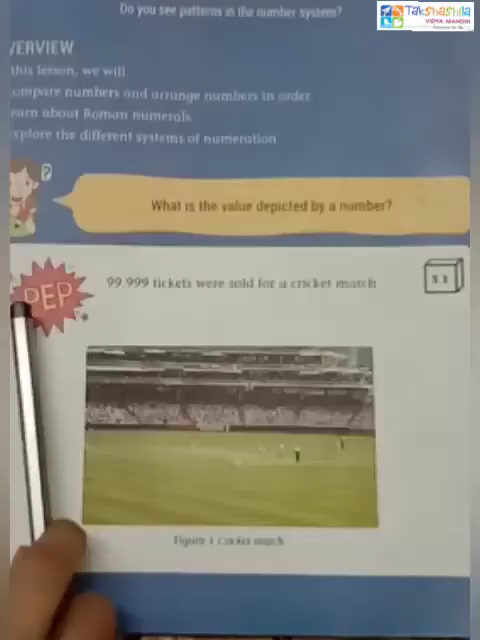 Do you see patterns in the number system?
Takshashila
VIDYA MANDIR
VERVIEW
this lesson, we will
ompare numbers and arrange numbers in order
earn about Roman numerals
xplore the different systems of numeration
?
What is the value depicted by a number?
PEP
99 999 tickets were sold for a cricket match
3.1
Figure 1 Cricket match